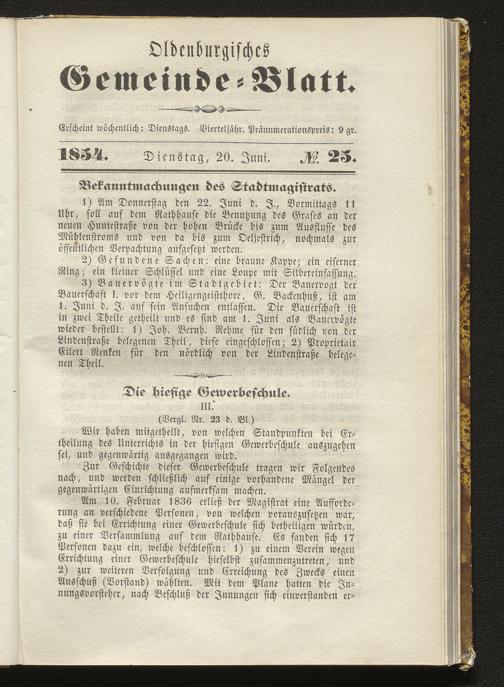 Oldenburgisches
Gemeinde-Blatt.
Erscheint wöchentlich: Dienstags. Vierteljähr. Pränumerationspreis: 9 gr.
1854. Dienstag, 20. Juni. No. 25.
Bekanntmachungen des Stadtmagistrats.
1) Am Donnerstag den 22. Juni d. J., Vormittags 11
Uhr, soll auf dem Rathhause die Benutzung des Grases an der
neuen Huntestraße von der hohen Brücke bis zum Ausflusse des
Mühlenstroms und von da bis zum Oeljestrich, nochmals zur
öffentlichen Verpachtung aufgesetzt werden.
2) Gefundene Sachen: eine braune Kappe; ein eiserner
Ring; ein kleiner Schlüssel und eine Loupe mit Silbereinfassung.
3) Bauervögte im Stadtgebiet: Der Bauervogt der
Bauerschaft I. vor dem Heiligengeistthore, G. Backenhuß, ist am
1. Juni d. J. auf sein Ansuchen entlassen. Die Bauerschaft ist
in zwei Theile getheilt und es sind am 1. Juni als Bauervögte
wieder bestellt: 1) Joh. Bernh. Rehme für den südlich von der
Lindenstraße belegenen Theil, diese eingeschlossen; 2) Proprietair
Eilert Renken für den nördlich von der Lindenstraße belege-
nen Theil.
Die hiesige Gewerbeschule.
III.
(Vergl. Nr. 23 d. Bl.)
Wir haben mitgetheilt, von welchen Standpunkten bei Er-
theilung des Unterrichts in der hiesigen Gewerbeschule auszugehen
sei, und gegenwärtig ausgegangen wird.
Zur Geschichte dieser Gewerbeschule tragen wir Folgendes
nach, und werden schließlich auf einige vorhandene Mängel der
gegenwärtigen Einrichtung aufmerksam machen.
Am 10. Februar 1836 erließ der Magistrat eine Aufforde-
rung an verschiedene Personen, von welchen vorauszusetzen war,
daß sie bei Errichtung einer Gewerbeschule sich betheiligen würden,
zu einer Versammlung auf dem Rathhause. Es fanden sich 17
Personen dazu ein, welche beschlossen: 1) zu einem Verein wegen
Errichtung einer Gewerbeschule hieselbst zusammenzutreten, und
2) zur weiteren Verfolgung und Erreichung des Zwecks einen
Ausschuß (Vorstand) wählten. Mit dem Plane hatten die In-
nungsvorsteher, nach Beschluß der Innungen sich einverstanden er-